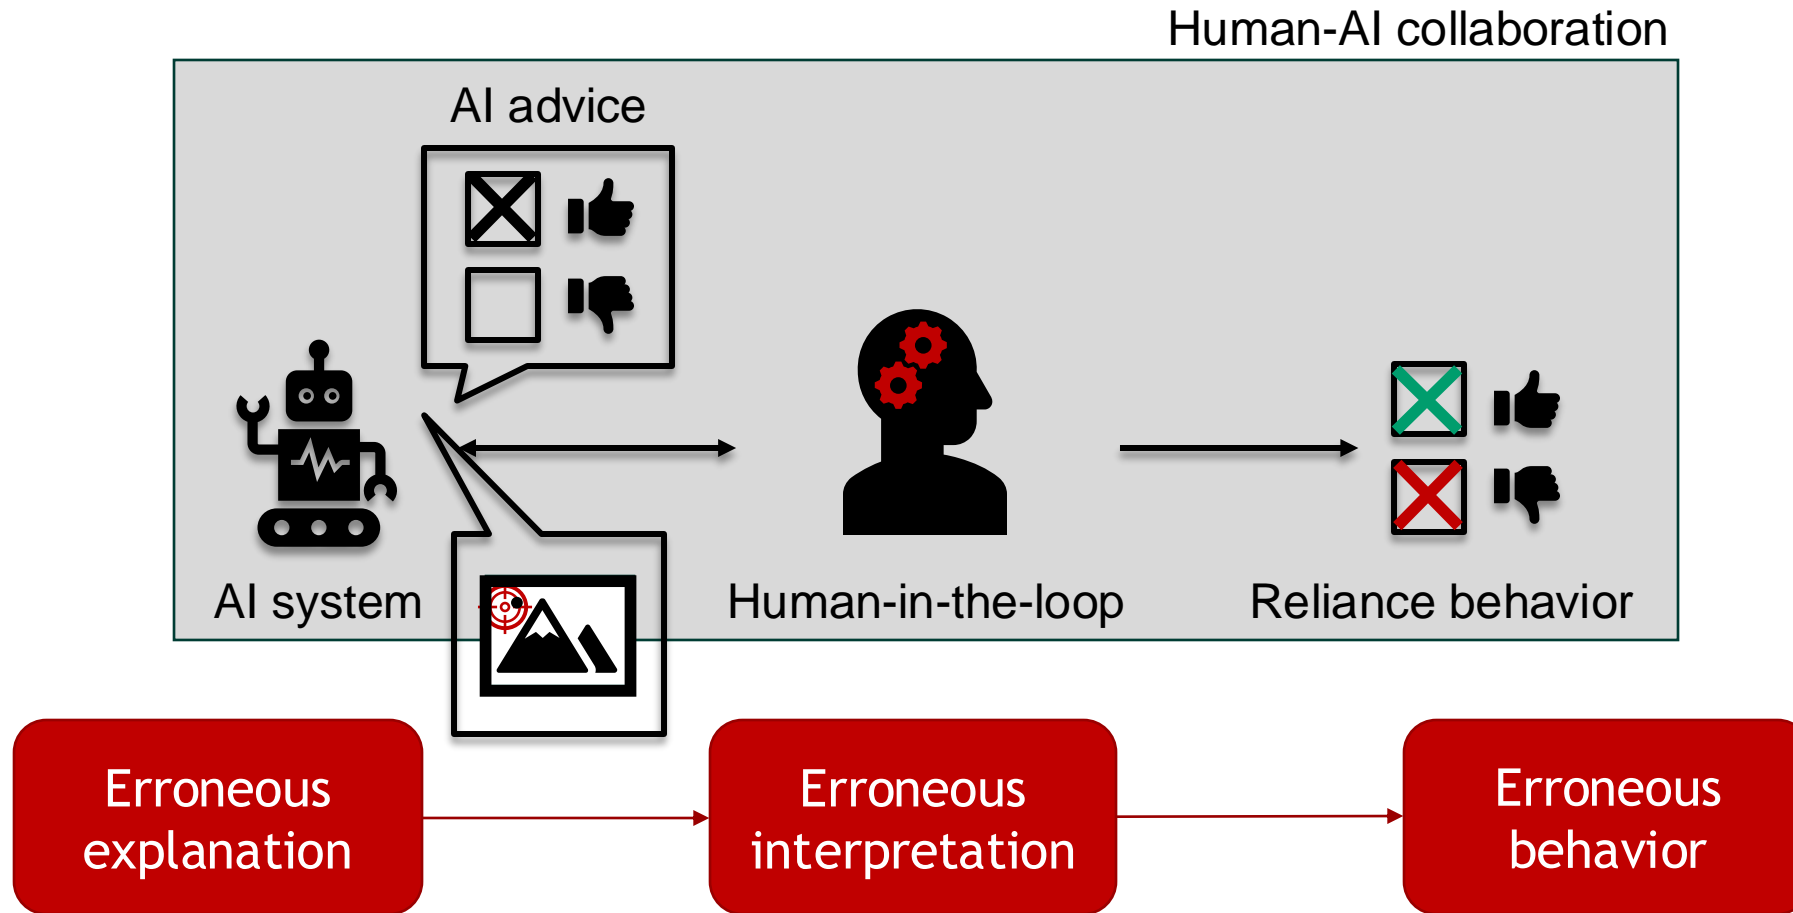 Human-AI collaboration
AI advice
AI system
Human-in-the-loop
Reliance behavior
Erroneous
explanation
Erroneous
interpretation
Erroneous
behavior